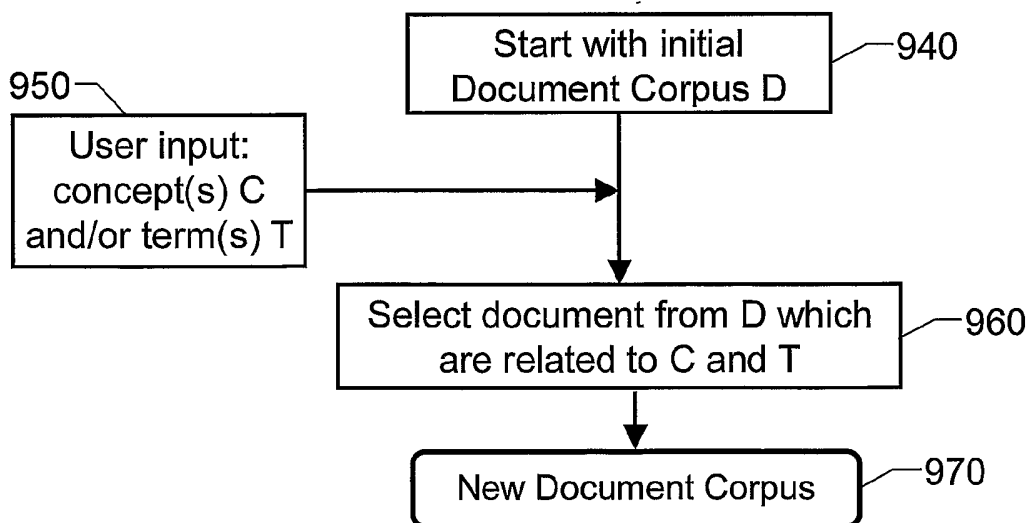 Start with initial
Document Corpus D
940
950
User input:
concept(s) C
and/or term(s) T
Select document from D which
are related to C and T
960
New Document Corpus
970